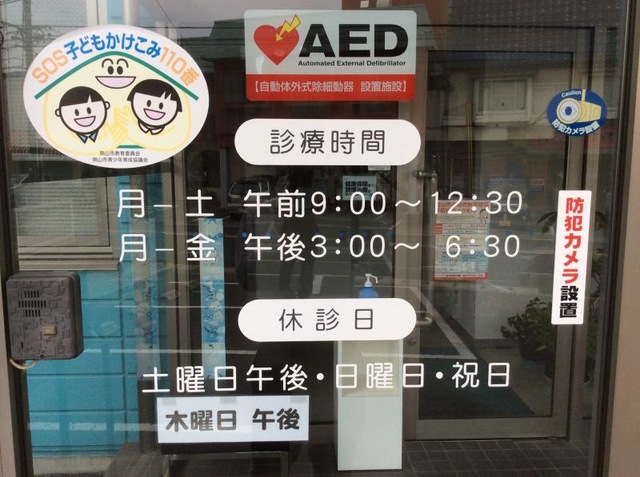 SOS子どもかけこみ110番
岡山市教育委員会
岡山市青少年育成協議会
AED
Automated External Defibrillator
【自動体外式除細動器 設置施設】
Caution
防犯カメラ設置
診療時間
月－土 午前9：00～12：30
月－金 午後3：00～ 6：30
防犯カメラ設置
休診日
土曜日午後・日曜日・祝日
木曜日 午後